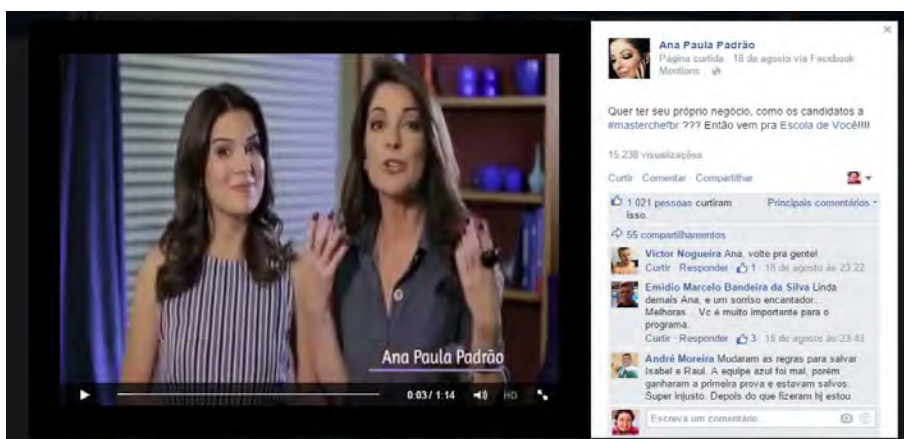 Ana Paula Padrão
0:03 / 1:14
HD
×
Ana Paula Padrão
Página curtida · 18 de agosto via Facebook
Mentions ·
Quer ter seu próprio negócio, como os candidatos a
#masterchefbr ??? Então vem pra Escola de Você!!!!
15.238 visualizações
Curtir · Comentar · Compartilhar
1.021 pessoas curtiram
isso.
Principais comentários
55 compartilhamentos
Victor Nogueira Ana, volte pra gente!
Curtir · Responder · 1 · 18 de agosto às 23:22
Emidio Marcelo Bandeira da Silva Linda
demais Ana, e um sorriso encantador...
Melhoras... Vc é muito importante para o
programa.
Curtir · Responder · 3 · 18 de agosto às 23:43
André Moreira Mudaram as regras para salvar
Isabel e Raul. A equipe azul foi mal, porém
ganharam a primeira prova e estavam salvos.
Super injusto. Depois do que fizeram hj estou
Escreva um comentário...